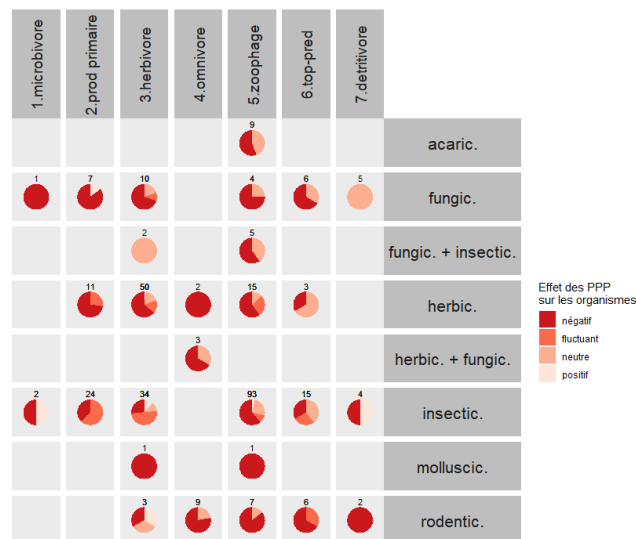 1.microbivore
2.prod primaire
3.herbivore
4.omnivore
5.zoophage
6.top-pred
7.detritivore
9
acaric.
1 7 10 4 6 5
fungic.
2 5
fungic. + insectic.
11 50 2 15 3
herbic.
3
herbic. + fungic.
2 24 34 93 15 4
insectic.
1 1
molluscic.
3 9 7 6 2
rodentic.
Effet des PPP
sur les organismes
négatif
fluctuant
neutre
positif